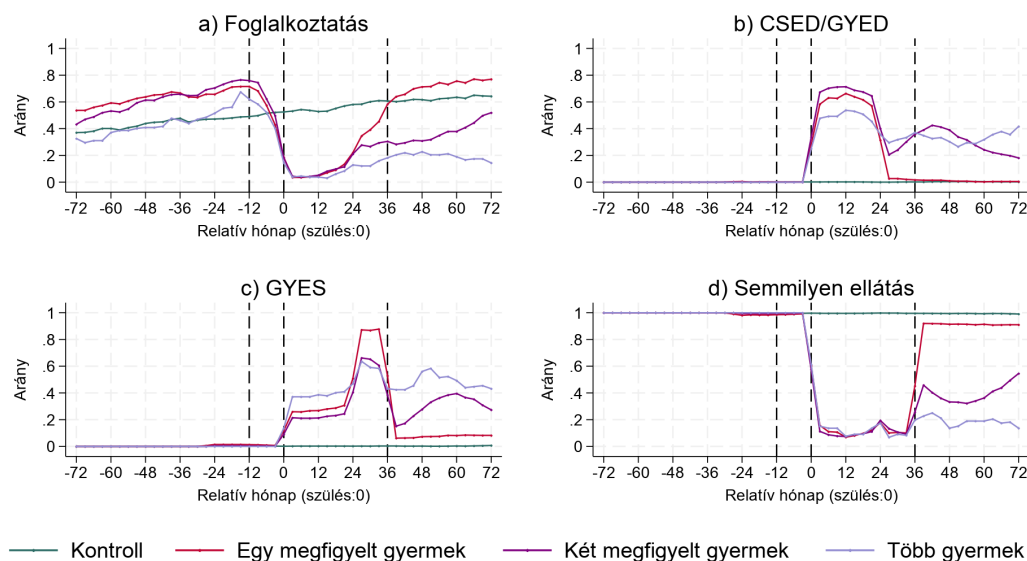 a) Foglalkoztatás
Arány
1
.8
.6
.4
.2
0
-72 -60 -48 -36 -24 -12 0 12 24 36 48 60 72
Relatív hónap (szülés:0)
b) CSED/GYED
Arány
1
.8
.6
.4
.2
0
-72 -60 -48 -36 -24 -12 0 12 24 36 48 60 72
Relatív hónap (szülés:0)
c) GYES
Arány
1
.8
.6
.4
.2
0
-72 -60 -48 -36 -24 -12 0 12 24 36 48 60 72
Relatív hónap (szülés:0)
d) Semmilyen ellátás
Arány
1
.8
.6
.4
.2
0
-72 -60 -48 -36 -24 -12 0 12 24 36 48 60 72
Relatív hónap (szülés:0)
Kontroll Egy megfigyelt gyermek Két megfigyelt gyermek Több gyermek